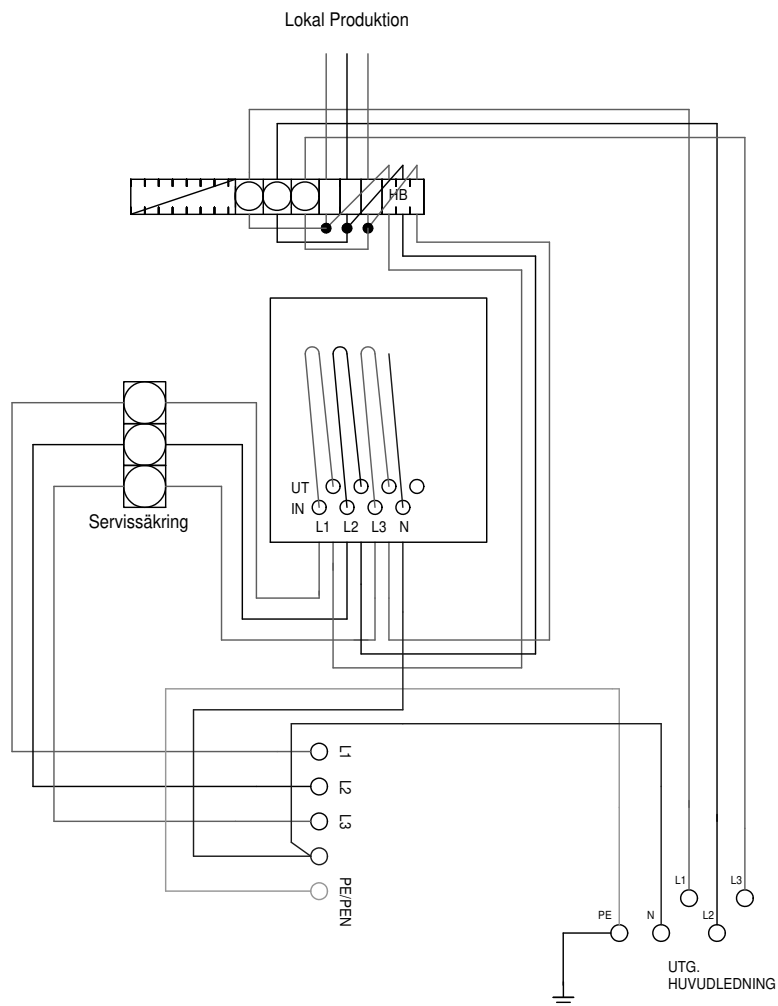 Lokal Produktion
HB
UT
IN
L1 L2 L3 N
Servissäkring
L1
L2
L3
PE/PEN
L1 L3
PE N L2
UTG.
HUVUDLEDNING